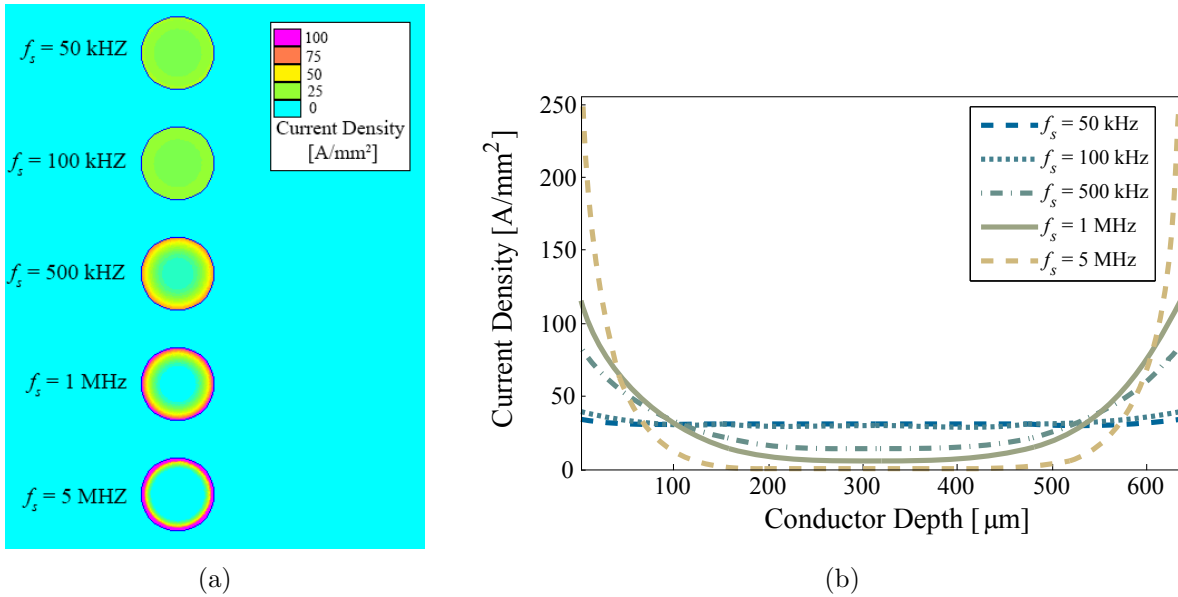 f_s = 50 kHZ
f_s = 100 kHZ
f_s = 500 kHZ
f_s = 1 MHz
f_s = 5 MHZ
100
75
50
25
0
Current Density
[A/mm²]
(a)
Current Density [A/mm²]
250
200
150
100
50
0
f_s = 50 kHz
f_s = 100 kHz
f_s = 500 kHz
f_s = 1 MHz
f_s = 5 MHz
100 200 300 400 500 600
Conductor Depth [μm]
(b)